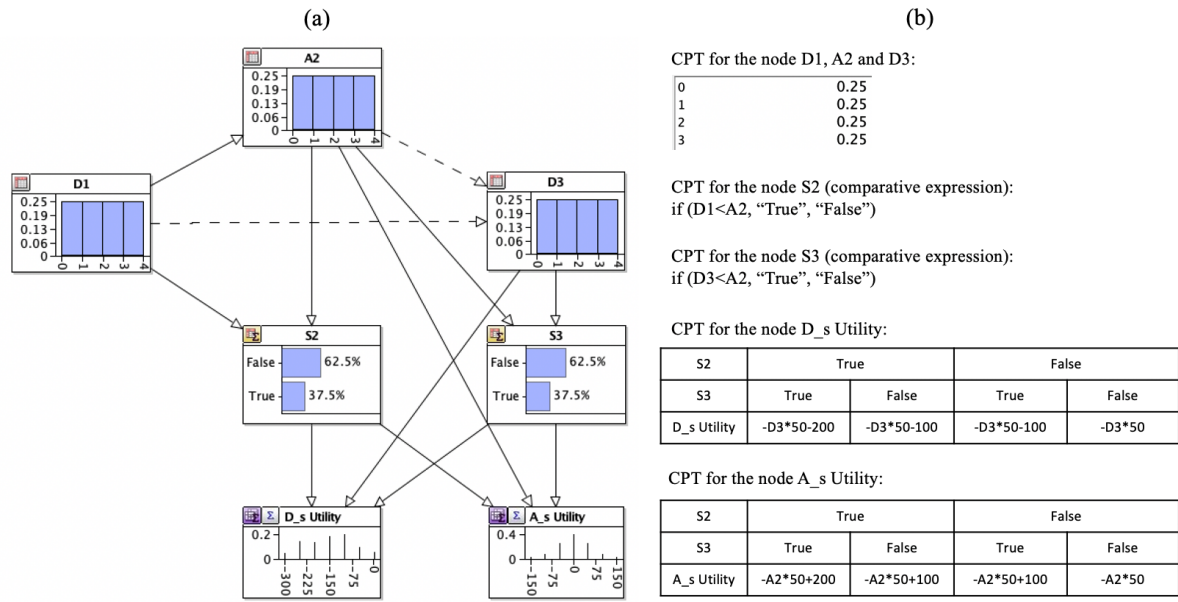 (a)
(b)
A2
0.25
0.19
0.13
0.06
0
0 1 2 3 4
D1
0.25
0.19
0.13
0.06
0
0 1 2 3 4
D3
0.25
0.19
0.13
0.06
0
0 1 2 3 4
S2
False 62.5%
True 37.5%
S3
False 62.5%
True 37.5%
Σ D_s Utility
0.2
0
-300 -225 -150 -75 0
Σ A_s Utility
0.4
0
-150 -75 0 75 150
CPT for the node D1, A2 and D3:
0 0.25
1 0.25
2 0.25
3 0.25
CPT for the node S2 (comparative expression):
if (D1<A2, “True”, “False”)
CPT for the node S3 (comparative expression):
if (D3<A2, “True”, “False”)
CPT for the node D_s Utility:
S2 True False
S3 True False True False
D_s Utility -D3*50-200 -D3*50-100 -D3*50-100 -D3*50
CPT for the node A_s Utility:
S2 True False
S3 True False True False
A_s Utility -A2*50+200 -A2*50+100 -A2*50+100 -A2*50